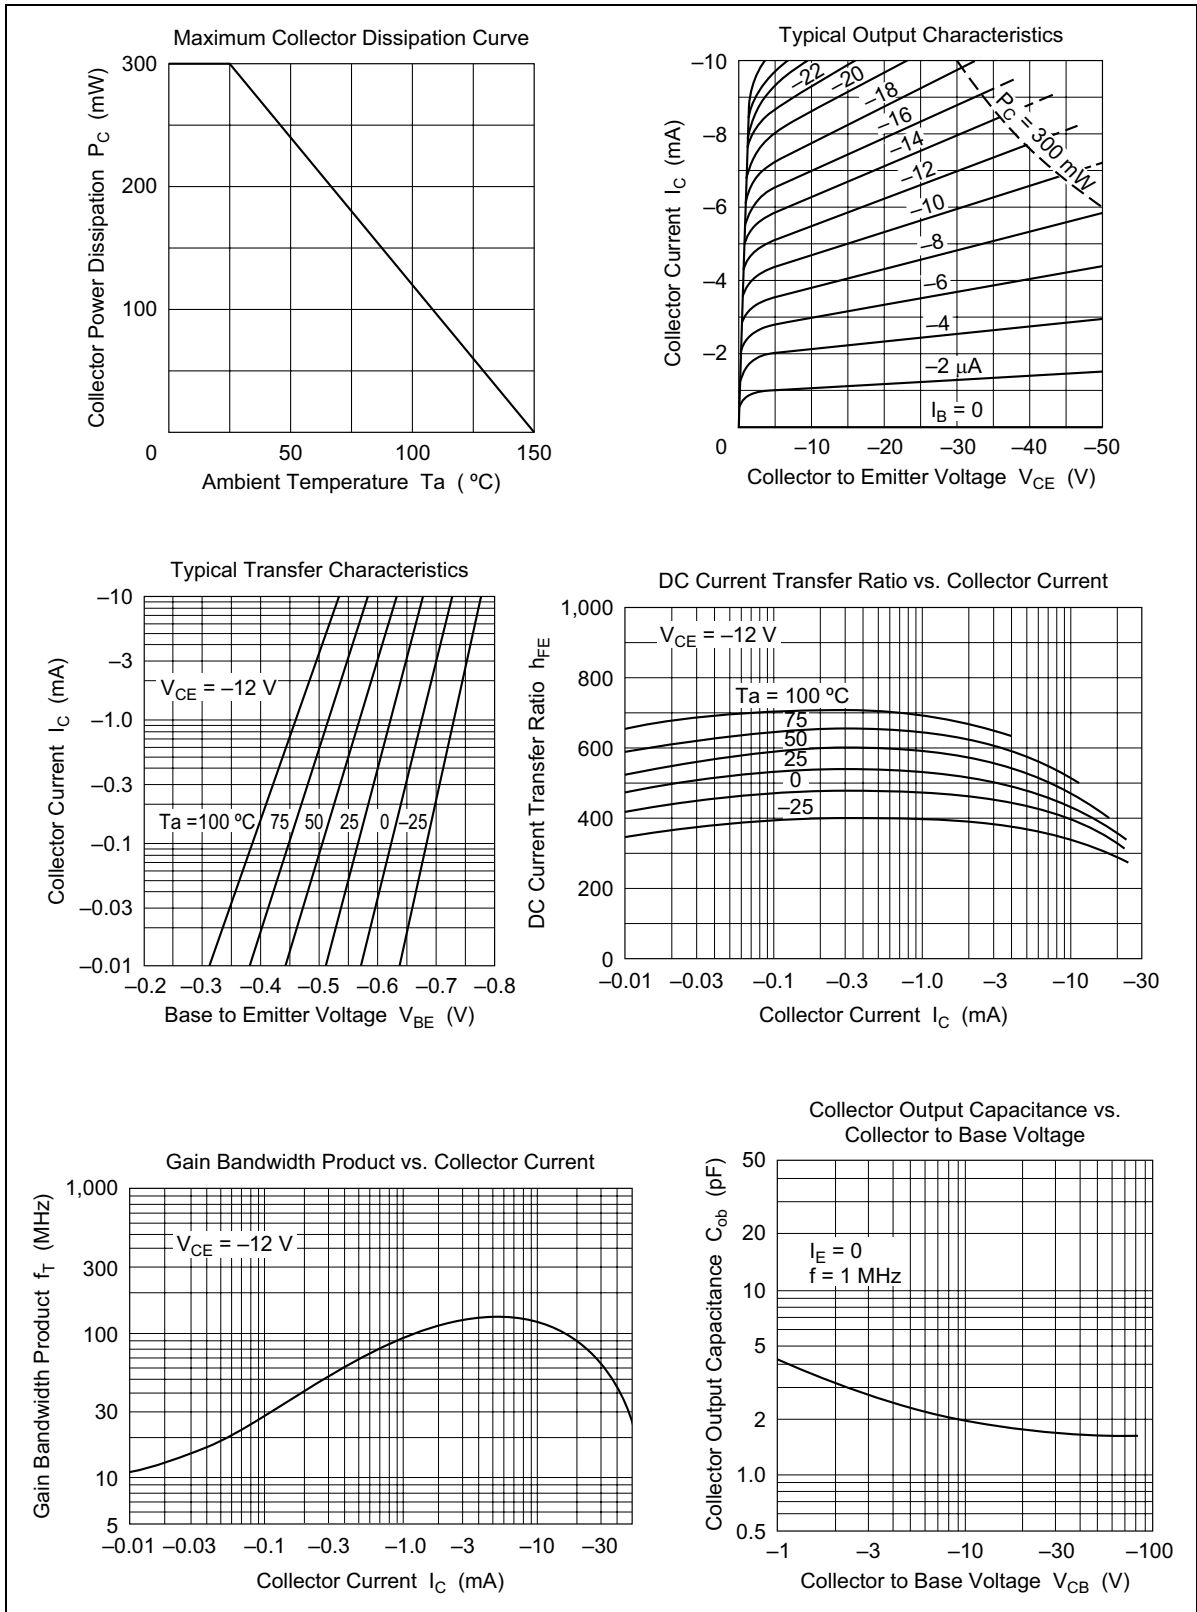 Maximum Collector Dissipation Curve
Collector Power Dissipation P_C (mW)
300
200
100
0
50
100
150
Ambient Temperature Ta ( ºC)
Typical Output Characteristics
Collector Current I_C (mA)
–10
–8
–6
–4
–2
0
–22
–20
–18
–16
–14
–12
–10
–8
–6
–4
–2 μA
I_B = 0
P_C = 300 mW
–10
–20
–30
–40
–50
Collector to Emitter Voltage V_CE (V)
Typical Transfer Characteristics
Collector Current I_C (mA)
–10
–3
–1.0
–0.3
–0.1
–0.03
–0.01
V_CE = –12 V
Ta =100 ºC 75 50 25 0 –25
–0.2 –0.3 –0.4 –0.5 –0.6 –0.7 –0.8
Base to Emitter Voltage V_BE (V)
DC Current Transfer Ratio vs. Collector Current
DC Current Transfer Ratio h_FE
1,000
800
600
400
200
0
V_CE = –12 V
Ta = 100 ºC
75
50
25
0
–25
–0.01 –0.03 –0.1 –0.3 –1.0 –3 –10 –30
Collector Current I_C (mA)
Gain Bandwidth Product vs. Collector Current
Gain Bandwidth Product f_T (MHz)
1,000
300
100
30
10
5
V_CE = –12 V
–0.01 –0.03 –0.1 –0.3 –1.0 –3 –10 –30
Collector Current I_C (mA)
Collector Output Capacitance vs.
Collector to Base Voltage
Collector Output Capacitance C_ob (pF)
50
20
10
5
2
1.0
0.5
I_E = 0
f = 1 MHz
–1 –3 –10 –30 –100
Collector to Base Voltage V_CB (V)